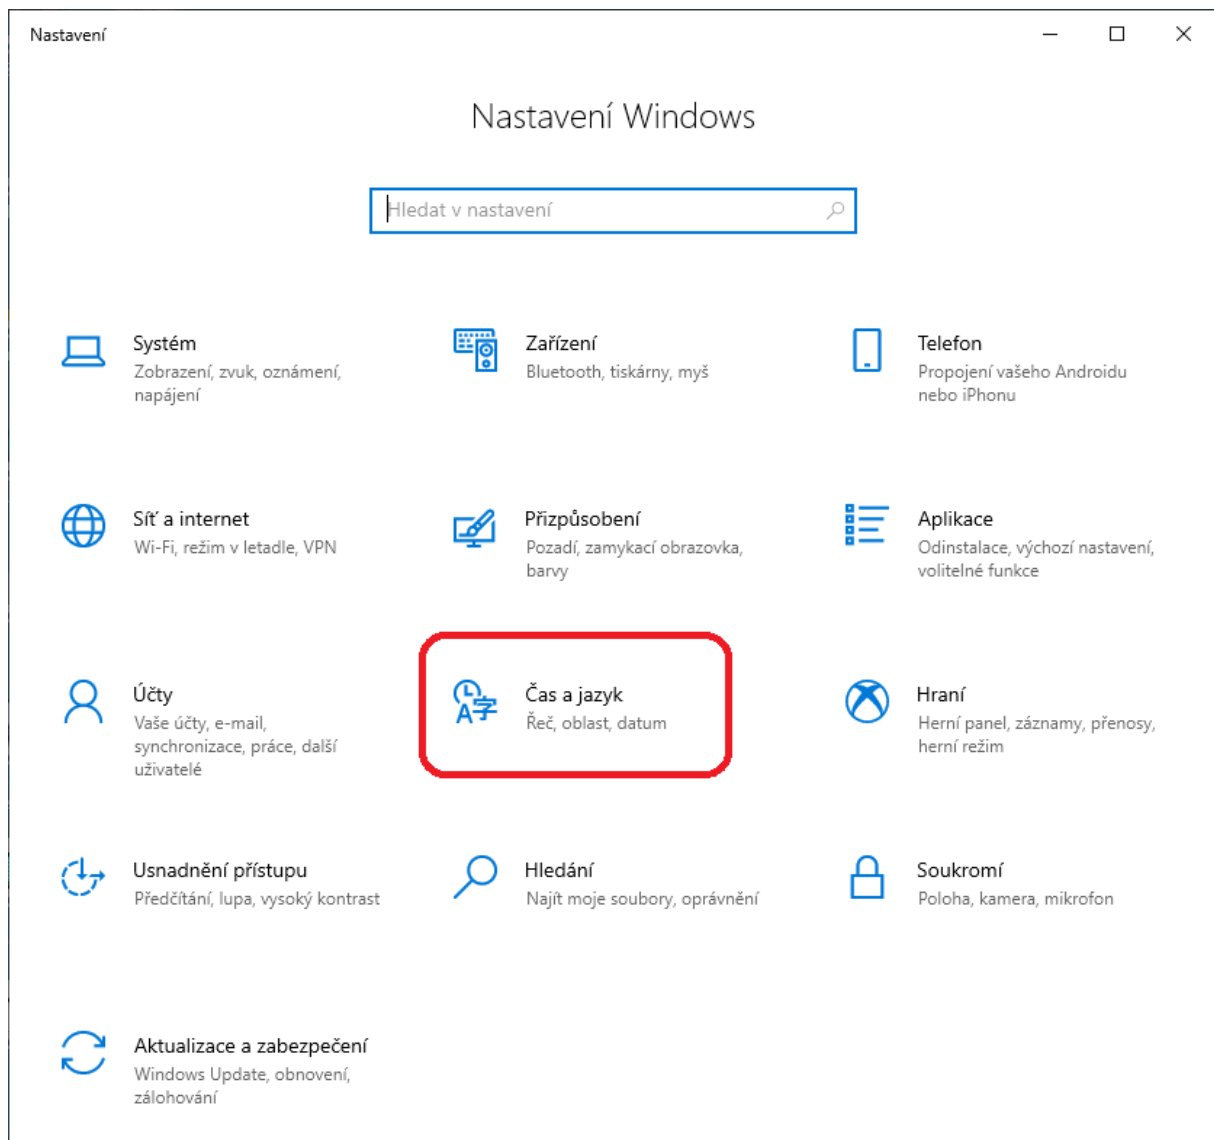 Nastavení
Nastavení Windows
Hledat v nastavení
Systém
Zobrazení, zvuk, oznámení,
napájení
Zařízení
Bluetooth, tiskárny, myš
Telefon
Propojení vašeho Androidu
nebo iPhonu
Síť a internet
Wi-Fi, režim v letadle, VPN
Přizpůsobení
Pozadí, zamykací obrazovka,
barvy
Aplikace
Odinstalace, výchozí nastavení,
volitelné funkce
Účty
Vaše účty, e-mail,
synchronizace, práce, další
uživatelé
Čas a jazyk
Řeč, oblast, datum
Hraní
Herní panel, záznamy, přenosy,
herní režim
Usnadnění přístupu
Předčítání, lupa, vysoký kontrast
Hledání
Najít moje soubory, oprávnění
Soukromí
Poloha, kamera, mikrofon
Aktualizace a zabezpečení
Windows Update, obnovení,
zálohování